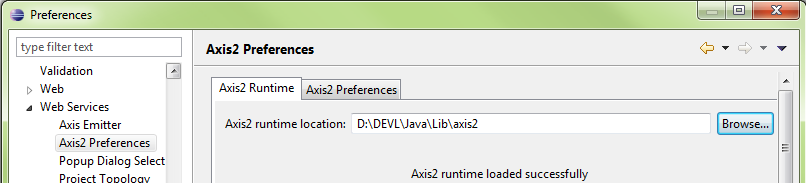 Preferences
type filter text
Validation
Web
Web Services
Axis Emitter
Axis2 Preferences
Popup Dialog Select
Project Topology
Axis2 Preferences
Axis2 Runtime
Axis2 Preferences
Axis2 runtime location: D:\DEVL\Java\Lib\axis2 Browse...
Axis2 runtime loaded successfully